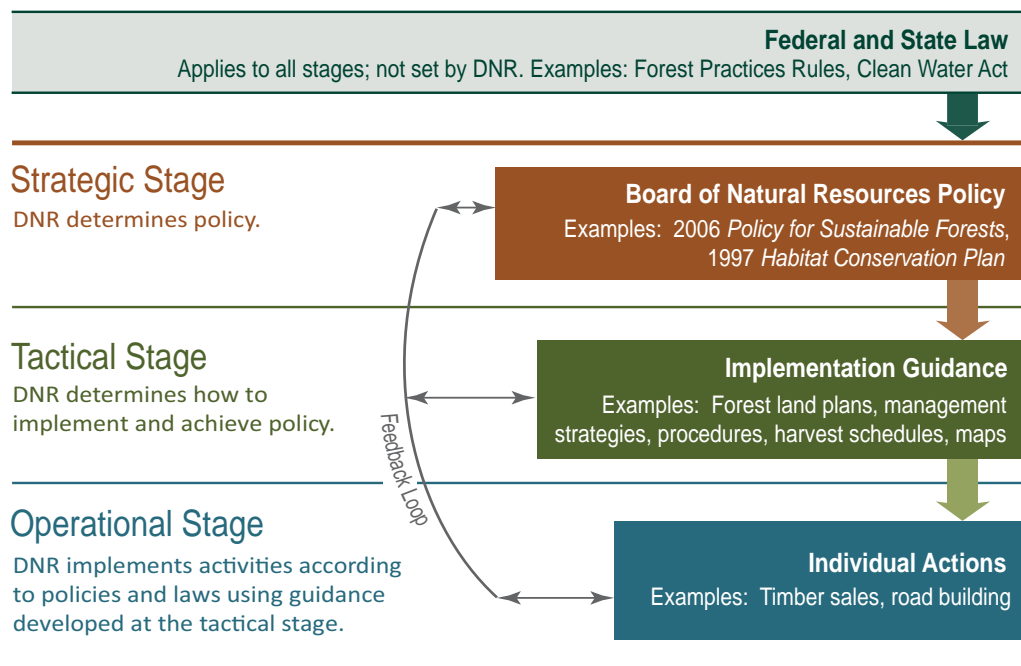 Federal and State Law
Applies to all stages; not set by DNR. Examples: Forest Practices Rules, Clean Water Act
Strategic Stage
DNR determines policy.
Board of Natural Resources Policy
Examples: 2006 Policy for Sustainable Forests,
1997 Habitat Conservation Plan
Tactical Stage
DNR determines how to
implement and achieve policy.
Implementation Guidance
Examples: Forest land plans, management
strategies, procedures, harvest schedules, maps
Feedback Loop
Operational Stage
DNR implements activities according
to policies and laws using guidance
developed at the tactical stage.
Individual Actions
Examples: Timber sales, road building